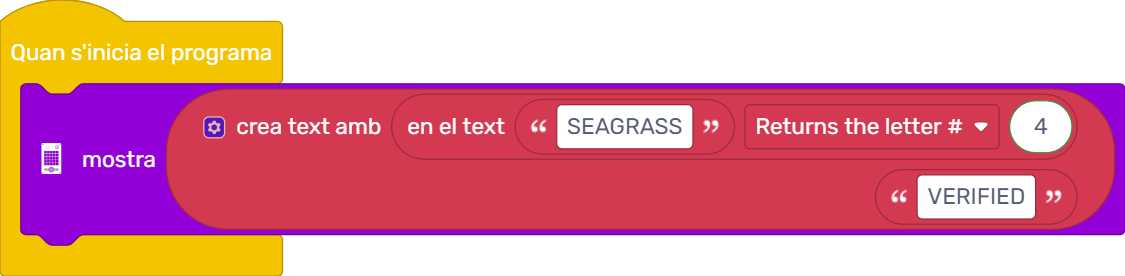 Quan s'inicia el programa
mostra crea text amb en el text “ SEAGRASS ” Returns the letter # 4
“ VERIFIED ”